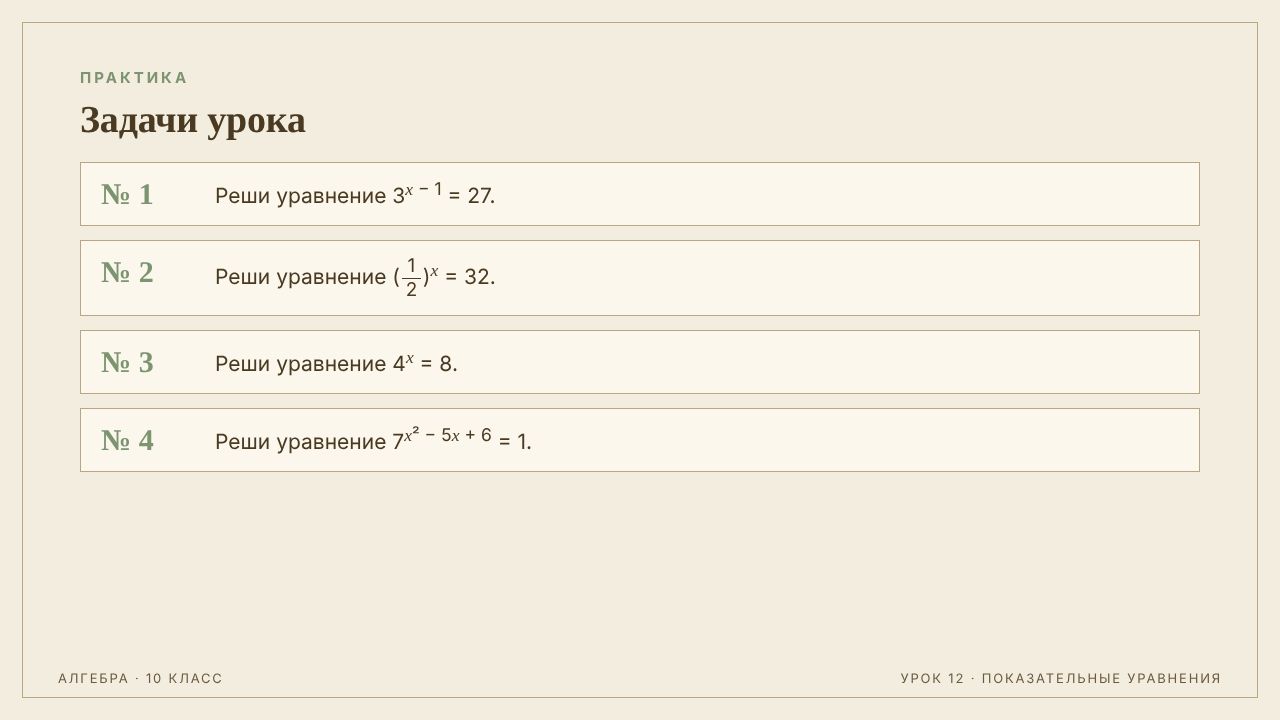 ПРАКТИКА
Задачи урока
№ 1 Реши уравнение 3^(x − 1) = 27.
№ 2 Реши уравнение (1/2)^x = 32.
№ 3 Реши уравнение 4^x = 8.
№ 4 Реши уравнение 7^(x² − 5x + 6) = 1.
АЛГЕБРА · 10 КЛАСС
УРОК 12 · ПОКАЗАТЕЛЬНЫЕ УРАВНЕНИЯ